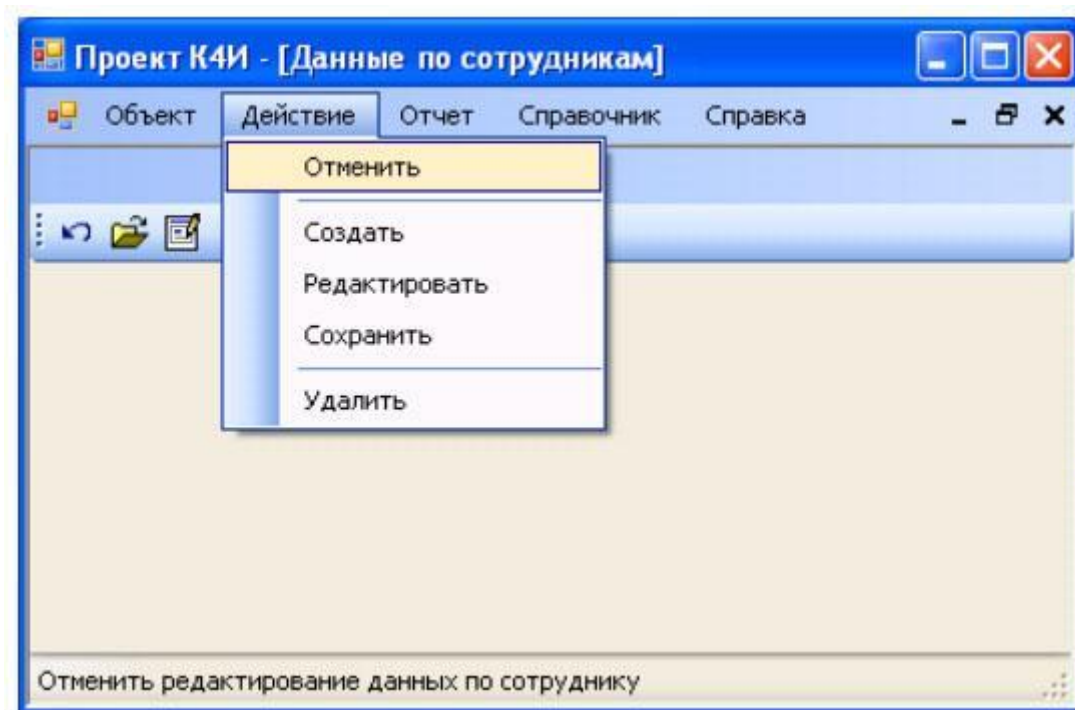 Проект К4И - [Данные по сотрудникам]
Объект Действие Отчет Справочник Справка
Отменить
Создать
Редактировать
Сохранить
Удалить
Отменить редактирование данных по сотруднику